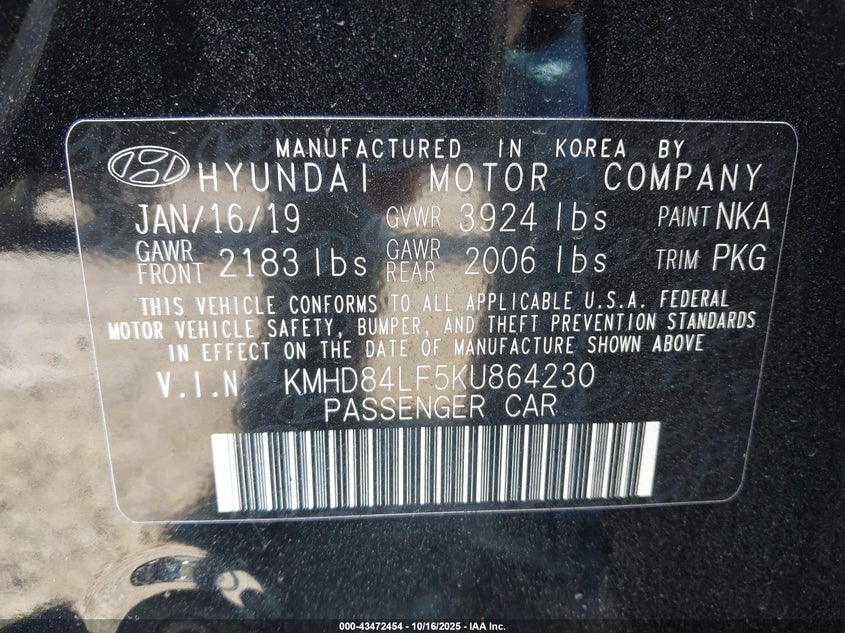 MANUFACTURED IN KOREA BY
HYUNDAI MOTOR COMPANY
JAN/16/19 GVWR 3924 lbs PAINT NKA
GAWR FRONT 2183 lbs GAWR REAR 2006 lbs TRIM PKG
THIS VEHICLE CONFORMS TO ALL APPLICABLE U.S.A. FEDERAL
MOTOR VEHICLE SAFETY, BUMPER, AND THEFT PREVENTION STANDARDS
IN EFFECT ON THE DATE OF MANUFACTURE SHOWN ABOVE
V.I.N KMHD84LF5KU864230
PASSENGER CAR
000-43472454 - 10/16/2025 - IAA Inc.